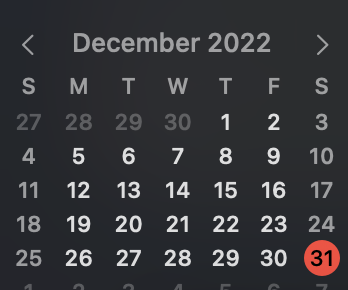 December 2022
S M T W T F S
27 28 29 30 1 2 3
4 5 6 7 8 9 10
11 12 13 14 15 16 17
18 19 20 21 22 23 24
25 26 27 28 29 30 31